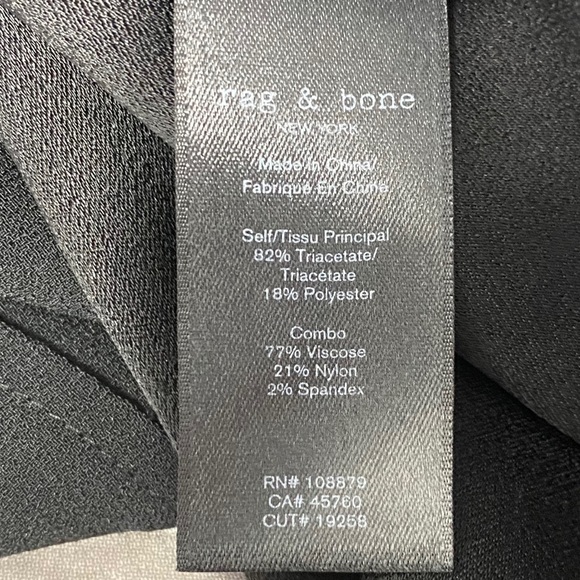 rag & bone
NEW YORK
Made in China/
Fabriqué En Chine
Self/Tissu Principal
82% Triacetate/
Triacétate
18% Polyester
Combo
77% Viscose
21% Nylon
2% Spandex
RN# 108879
CA# 45760
CUT# 19258